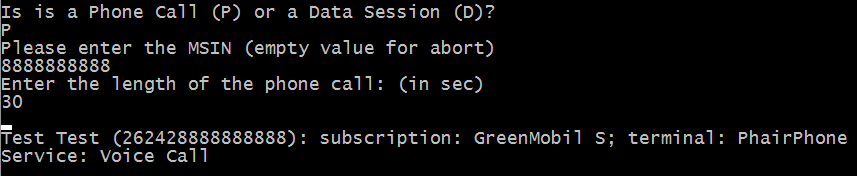 Is is a Phone Call (P) or a Data Session (D)?
P
Please enter the MSIN (empty value for abort)
8888888888
Enter the length of the phone call: (in sec)
30
Test Test (262428888888888): subscription: GreenMobil S; terminal: PhairPhone
Service: Voice Call